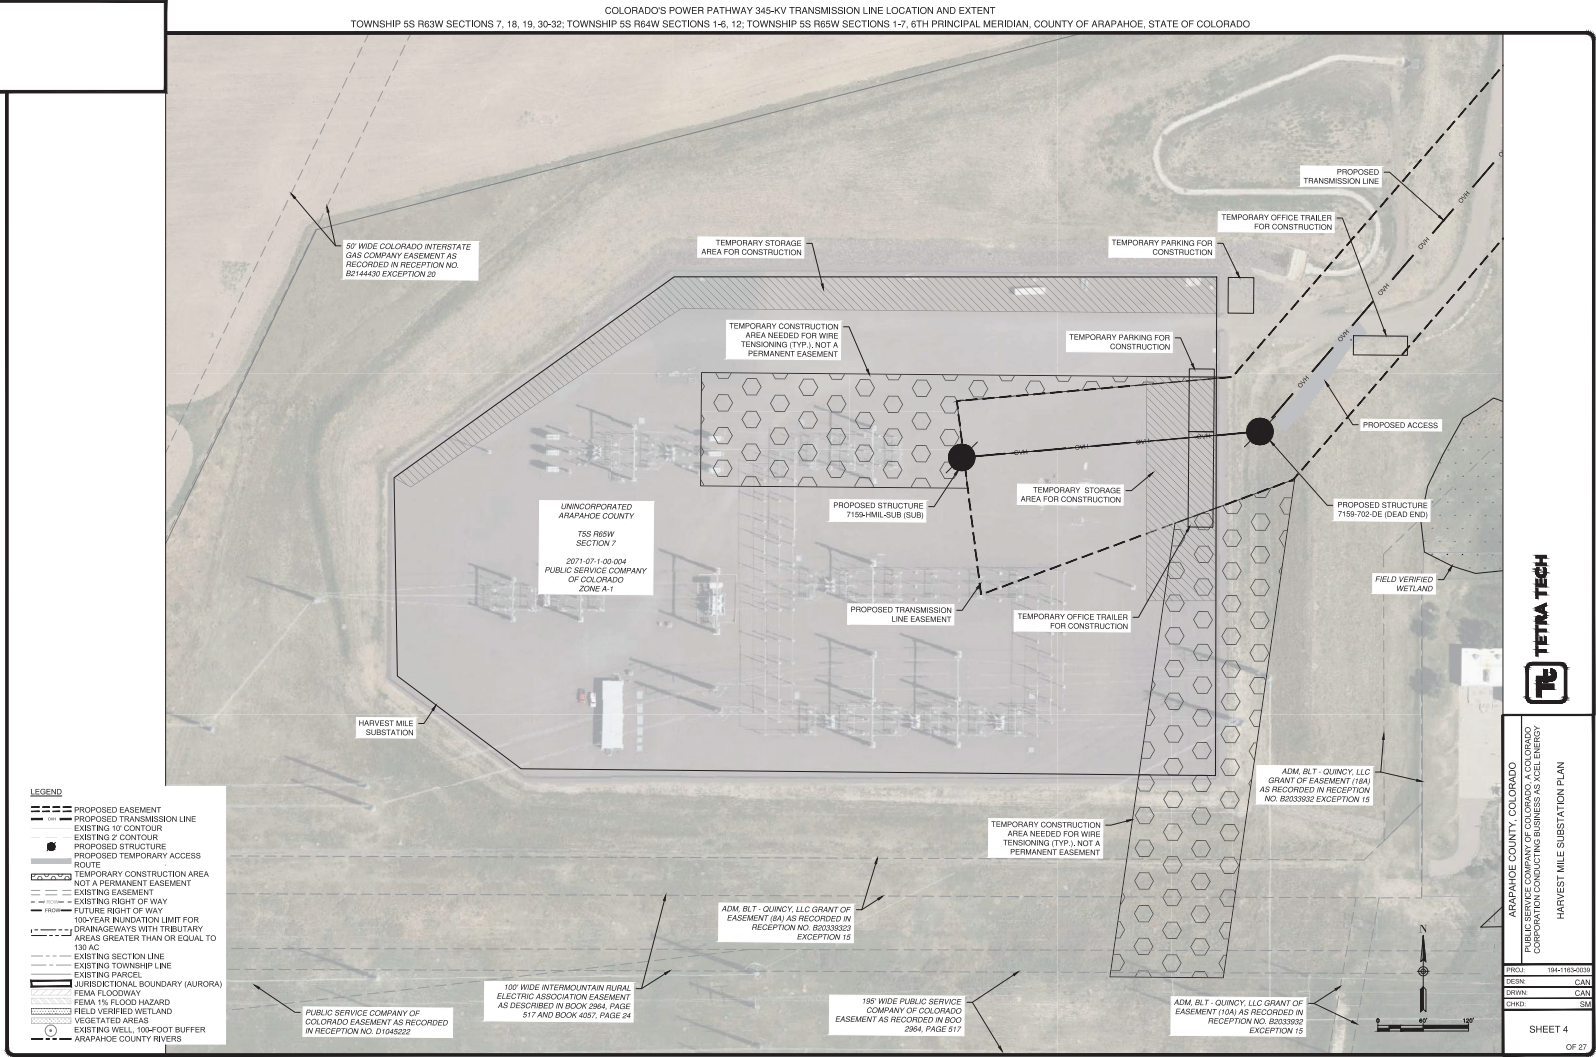 COLORADO'S POWER PATHWAY 345-KV TRANSMISSION LINE LOCATION AND EXTENT
TOWNSHIP 5S R63W SECTIONS 7, 18, 19, 30-32; TOWNSHIP 5S R64W SECTIONS 1-6, 12; TOWNSHIP 5S R65W SECTIONS 1-7, 6TH PRINCIPAL MERIDIAN, COUNTY OF ARAPAHOE, STATE OF COLORADO
PROPOSED
TRANSMISSION LINE
TEMPORARY OFFICE TRAILER
FOR CONSTRUCTION
TEMPORARY PARKING FOR
CONSTRUCTION
TEMPORARY STORAGE
AREA FOR CONSTRUCTION
50' WIDE COLORADO INTERSTATE
GAS COMPANY EASEMENT AS
RECORDED IN RECEPTION NO.
B2144430 EXCEPTION 20
TEMPORARY CONSTRUCTION
AREA NEEDED FOR WIRE
TENSIONING (TYP.). NOT A
PERMANENT EASEMENT
TEMPORARY PARKING FOR
CONSTRUCTION
OVH
OVH
OVH
OVH
OVH
OVH
OVH
OVH
PROPOSED ACCESS
UNINCORPORATED
ARAPAHOE COUNTY
T5S R65W
SECTION 7
2071-07-1-00-004
PUBLIC SERVICE COMPANY
OF COLORADO
ZONE A-1
PROPOSED STRUCTURE
7159-HMIL-SUB (SUB)
TEMPORARY STORAGE
AREA FOR CONSTRUCTION
PROPOSED STRUCTURE
7159-702-DE (DEAD END)
FIELD VERIFIED
WETLAND
PROPOSED TRANSMISSION
LINE EASEMENT
TEMPORARY OFFICE TRAILER
FOR CONSTRUCTION
HARVEST MILE
SUBSTATION
ADM, BLT - QUINCY, LLC
GRANT OF EASEMENT (18A)
AS RECORDED IN RECEPTION
NO. B2033932 EXCEPTION 15
TEMPORARY CONSTRUCTION
AREA NEEDED FOR WIRE
TENSIONING (TYP.). NOT A
PERMANENT EASEMENT
ADM, BLT - QUINCY, LLC GRANT OF
EASEMENT (8A) AS RECORDED IN
RECEPTION NO. B20339323
EXCEPTION 15
100' WIDE INTERMOUNTAIN RURAL
ELECTRIC ASSOCIATION EASEMENT
AS DESCRIBED IN BOOK 2964, PAGE
517 AND BOOK 4057, PAGE 24
PUBLIC SERVICE COMPANY OF
COLORADO EASEMENT AS RECORDED
IN RECEPTION NO. D1045222
195' WIDE PUBLIC SERVICE
COMPANY OF COLORADO
EASEMENT AS RECORDED IN BOO
2964, PAGE 517
ADM, BLT - QUINCY, LLC GRANT OF
EASEMENT (10A) AS RECORDED IN
RECEPTION NO. B2033932
EXCEPTION 15
LEGEND
PROPOSED EASEMENT
OVH PROPOSED TRANSMISSION LINE
EXISTING 10' CONTOUR
EXISTING 2' CONTOUR
PROPOSED STRUCTURE
PROPOSED TEMPORARY ACCESS
ROUTE
TEMPORARY CONSTRUCTION AREA
NOT A PERMANENT EASEMENT
EXISTING EASEMENT
EXISTING RIGHT OF WAY
FROW FUTURE RIGHT OF WAY
100-YEAR INUNDATION LIMIT FOR
DRAINAGEWAYS WITH TRIBUTARY
AREAS GREATER THAN OR EQUAL TO
130 AC
EXISTING SECTION LINE
EXISTING TOWNSHIP LINE
EXISTING PARCEL
JURISDICTIONAL BOUNDARY (AURORA)
FEMA FLOODWAY
FEMA 1% FLOOD HAZARD
FIELD VERIFIED WETLAND
VEGETATED AREAS
EXISTING WELL, 100-FOOT BUFFER
ARAPAHOE COUNTY RIVERS
N
0 60' 120'
TETRA TECH
ARAPAHOE COUNTY, COLORADO
PUBLIC SERVICE COMPANY OF COLORADO, A COLORADO
CORPORATION CONDUCTING BUSINESS AS XCEL ENERGY
HARVEST MILE SUBSTATION PLAN
PROJ: 194-1163-0039
DESN: CAN
DRWN: CAN
CHKD: SM
SHEET 4
OF 27